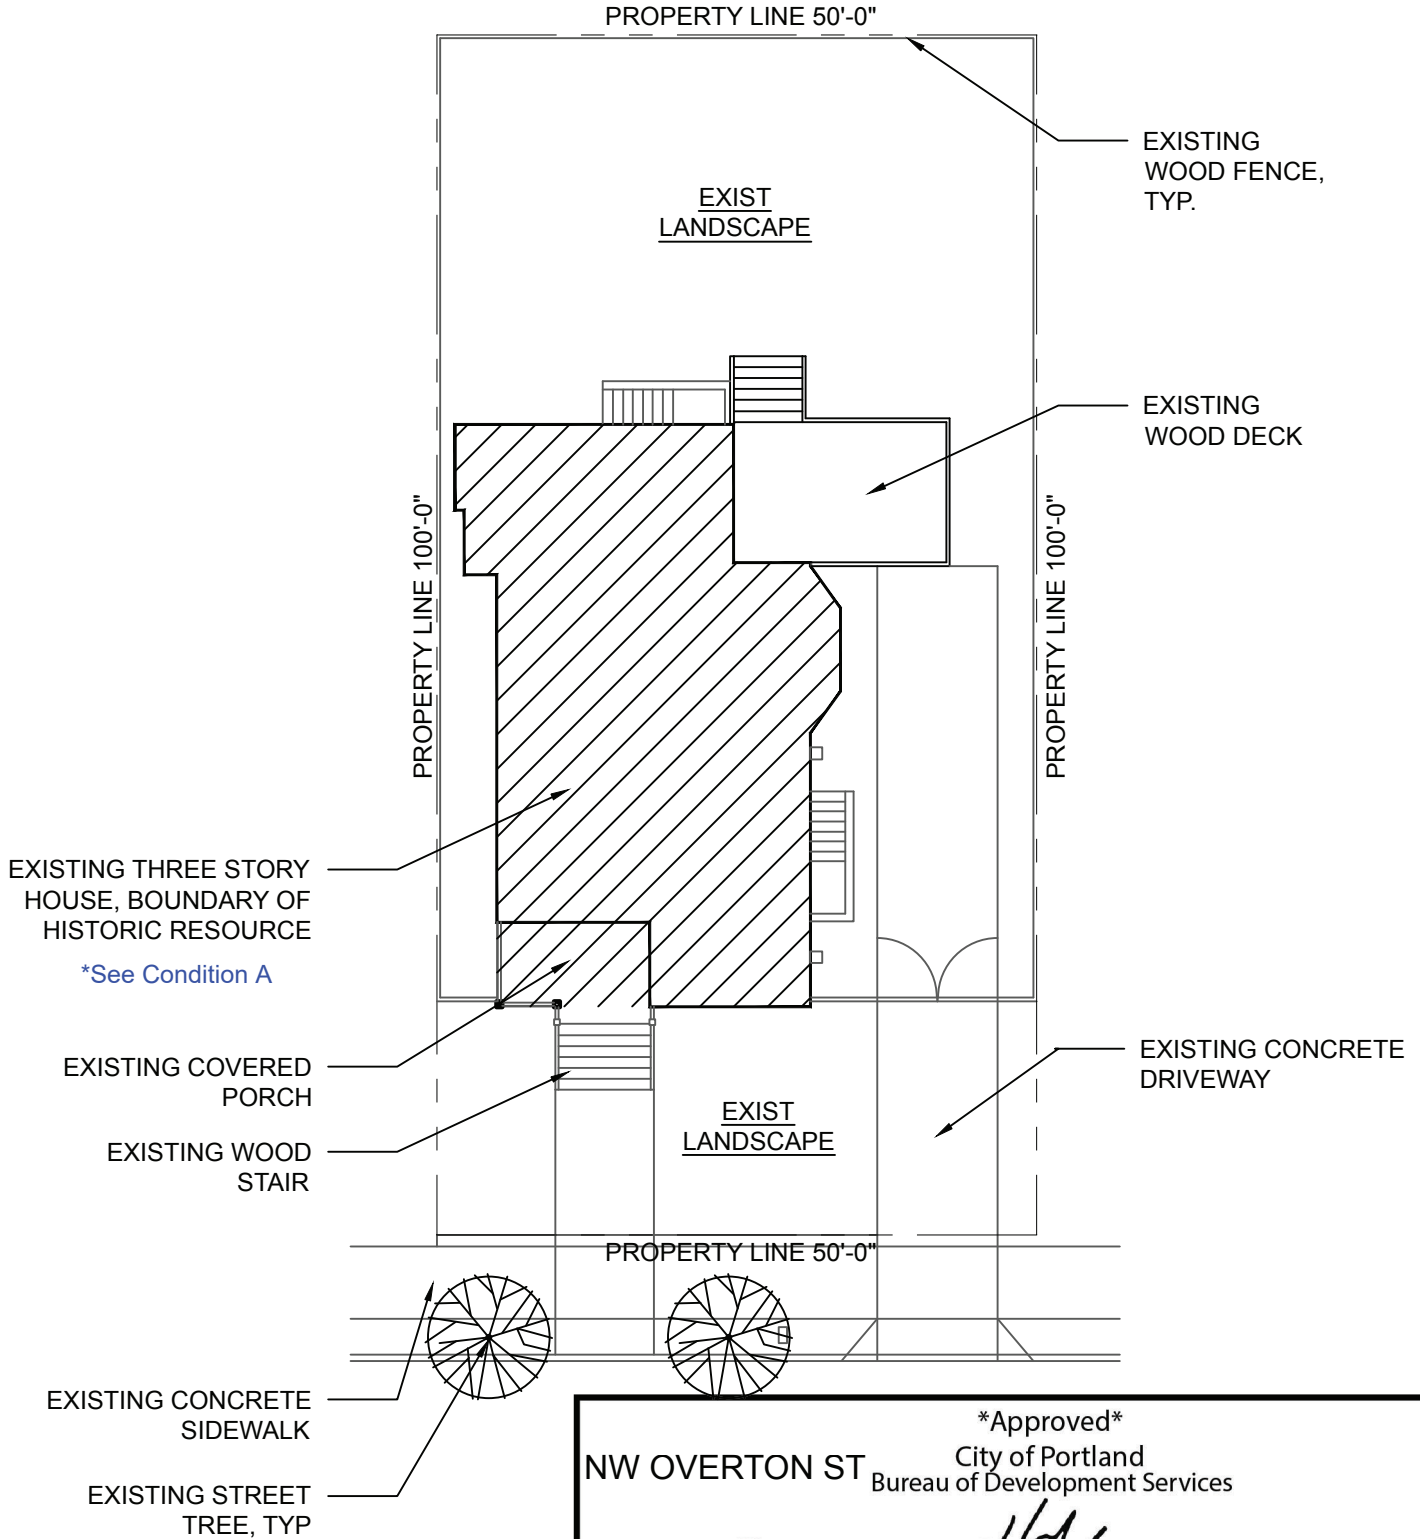 PROPERTY LINE 50'-0"
EXISTING
WOOD FENCE,
TYP.
EXIST
LANDSCAPE
EXISTING
WOOD DECK
PROPERTY LINE 100'-0"
PROPERTY LINE 100'-0"
EXISTING THREE STORY
HOUSE, BOUNDARY OF
HISTORIC RESOURCE
*See Condition A
EXISTING COVERED
PORCH
EXISTING WOOD
STAIR
EXIST
LANDSCAPE
EXISTING CONCRETE
DRIVEWAY
PROPERTY LINE 50'-0"
EXISTING CONCRETE
SIDEWALK
EXISTING STREET
TREE, TYP
NW OVERTON ST
*Approved*
City of Portland
Bureau of Development Services